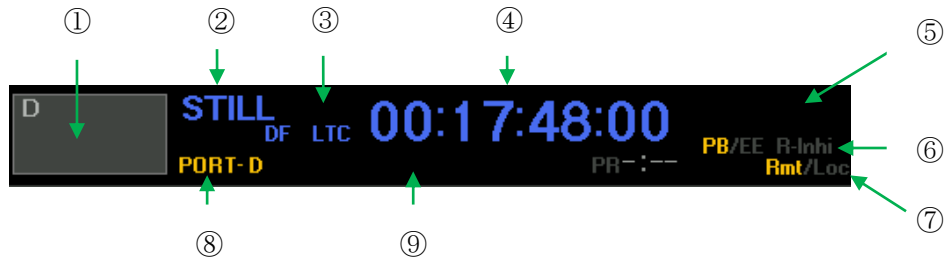 ① ② ③ ④ ⑤
D STILL DF LTC 00:17:48:00
PB/EE R-Inhi ⑥
PORT-D PR-:-- Rmt/Loc
⑦
⑧ ⑨